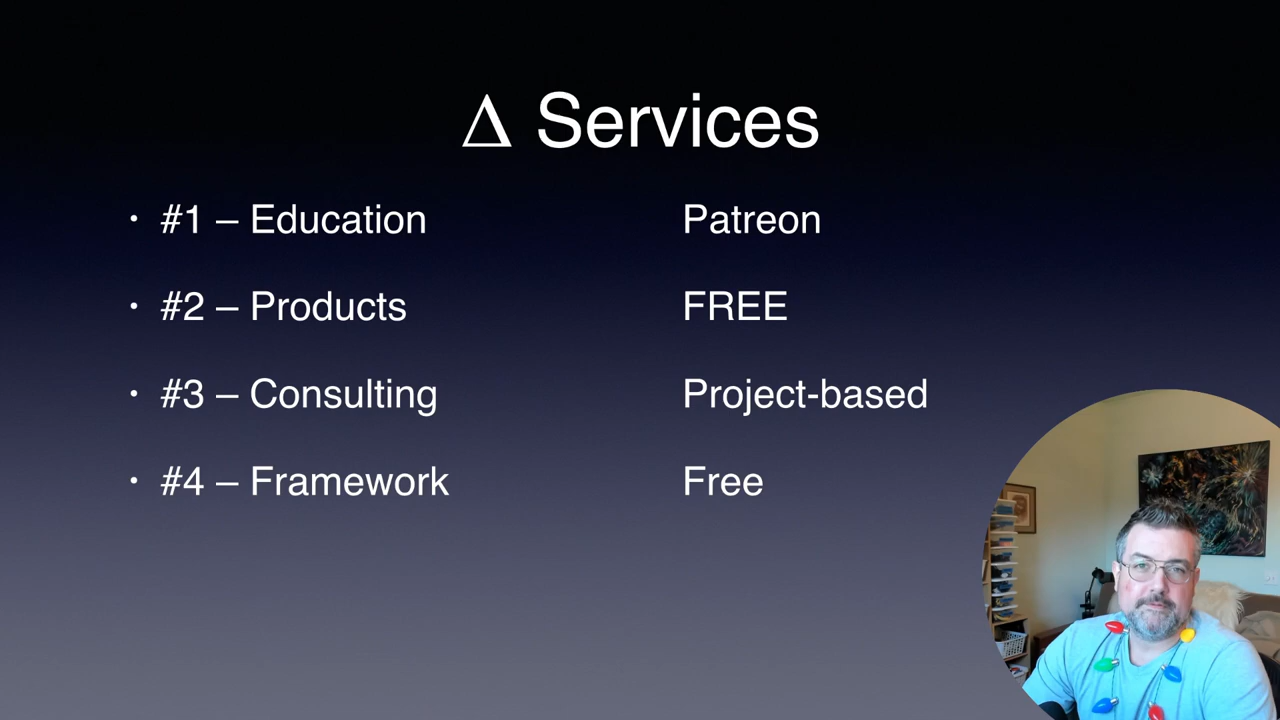 Δ Services
• #1 – Education Patreon
• #2 – Products FREE
• #3 – Consulting Project-based
• #4 – Framework Free